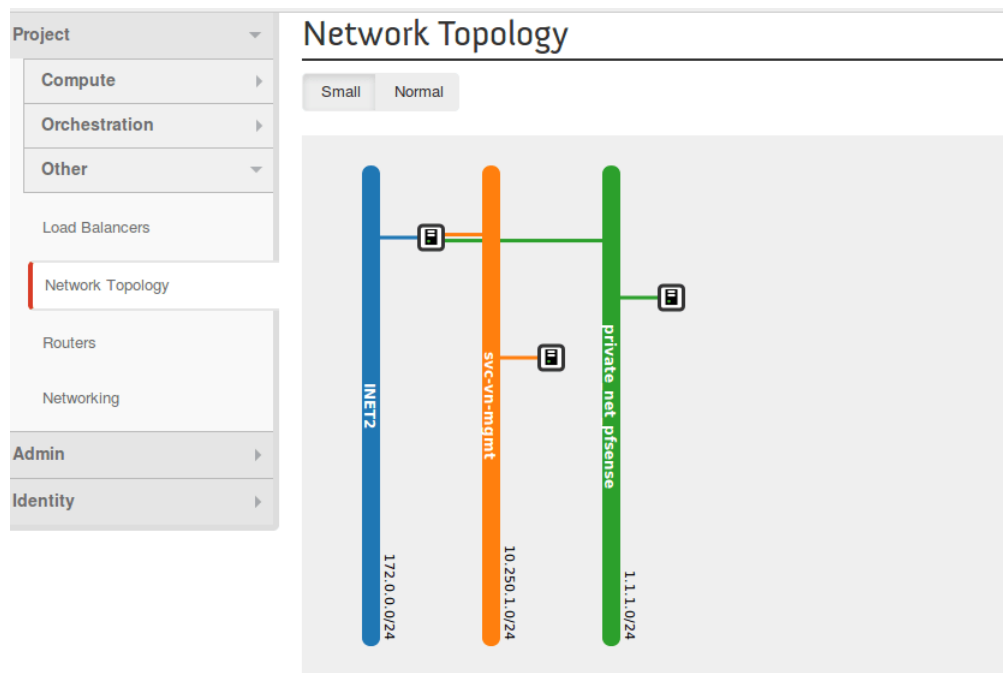 Project
Compute
Orchestration
Other
Load Balancers
Network Topology
Routers
Networking
Admin
Identity
Network Topology
Small Normal
INET2
172.0.0.0/24
svc-vn-mgmt
10.250.1.0/24
private_net_pfsense
1.1.1.0/24